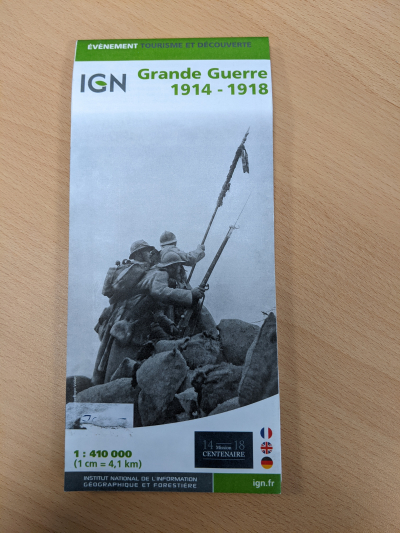 ÉVÉNEMENT TOURISME ET DÉCOUVERTE
IGN
Grande Guerre
1914 - 1918
1 : 410 000
(1 cm = 4,1 km)
14 Mission 18
CENTENAIRE
INSTITUT NATIONAL DE L'INFORMATION
GÉOGRAPHIQUE ET FORESTIÈRE
ign.fr